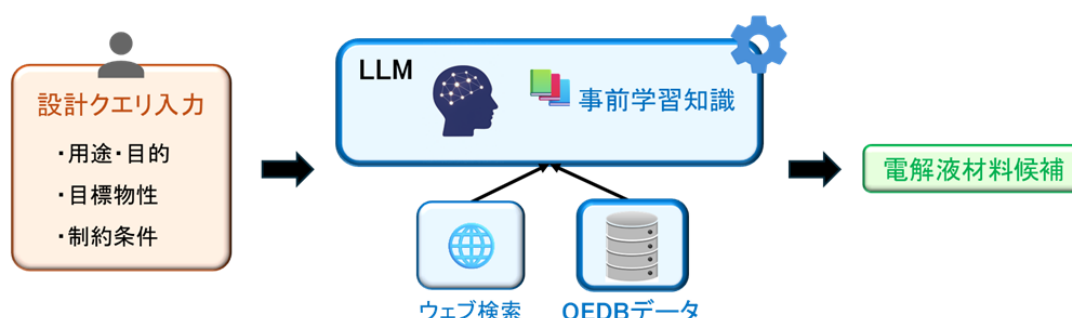 設計クエリ入力
・用途・目的
・目標物性
・制約条件
LLM
事前学習知識
ウェブ検索
OEDBデータ
電解液材料候補